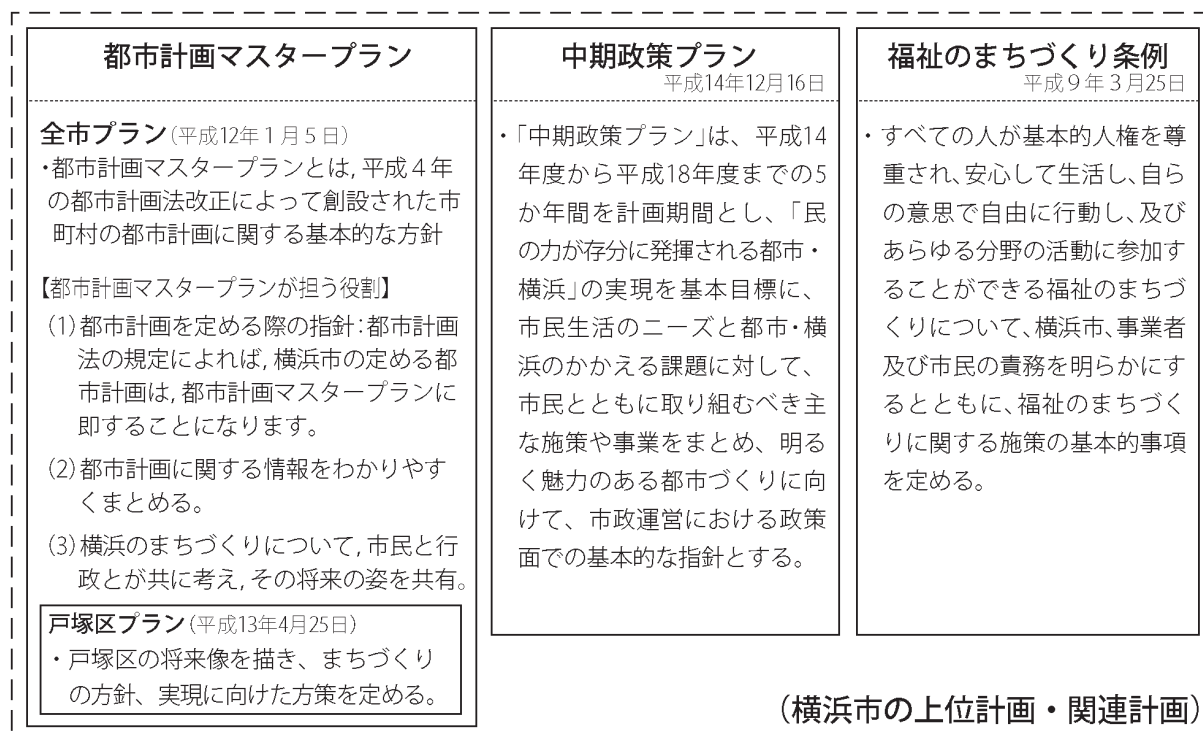 都市計画マスタープラン
全市プラン(平成12年1月5日)
・都市計画マスタープランとは,平成4年
の都市計画法改正によって創設された市
町村の都市計画に関する基本的な方針
【都市計画マスタープランが担う役割】
(1)都市計画を定める際の指針:都市計画
法の規定によれば,横浜市の定める都
市計画は,都市計画マスタープランに
即することになります。
(2)都市計画に関する情報をわかりやす
くまとめる。
(3)横浜のまちづくりについて,市民と行
政とが共に考え,その将来の姿を共有。
戸塚区プラン(平成13年4月25日)
・戸塚区の将来像を描き、まちづくり
の方針、実現に向けた方策を定める。
中期政策プラン
平成14年12月16日
・「中期政策プラン」は、平成14
年度から平成18年度までの5
か年間を計画期間とし、「民
の力が存分に発揮される都市・
横浜」の実現を基本目標に、
市民生活のニーズと都市・横
浜のかかえる課題に対して、
市民とともに取り組むべき主
な施策や事業をまとめ、明る
く魅力のある都市づくりに向
けて、市政運営における政策
面での基本的な指針とする。
福祉のまちづくり条例
平成9年3月25日
・すべての人が基本的人権を尊
重され、安心して生活し、自ら
の意思で自由に行動し、及び
あらゆる分野の活動に参加す
ることができる福祉のまちづ
くりについて、横浜市、事業者
及び市民の責務を明らかにす
るとともに、福祉のまちづく
りに関する施策の基本的事項
を定める。
(横浜市の上位計画・関連計画)